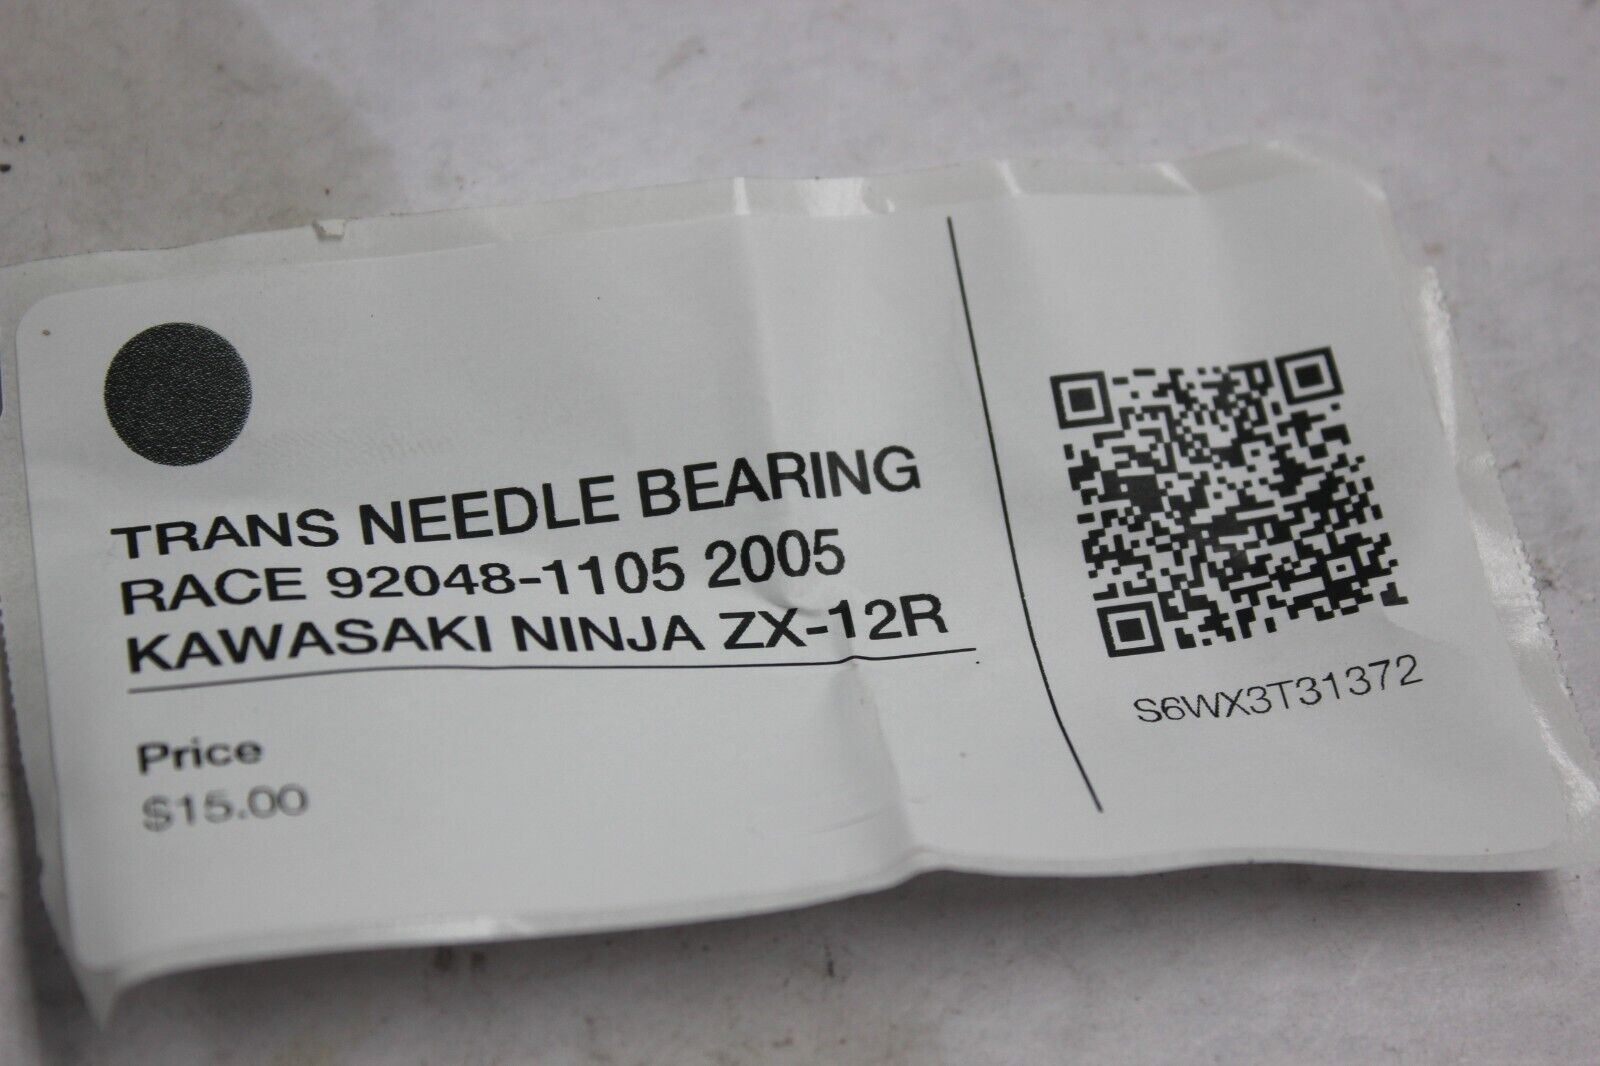 TRANS NEEDLE BEARING
RACE 92048-1105 2005
KAWASAKI NINJA ZX-12R
Price
$15.00
S6WX3T31372